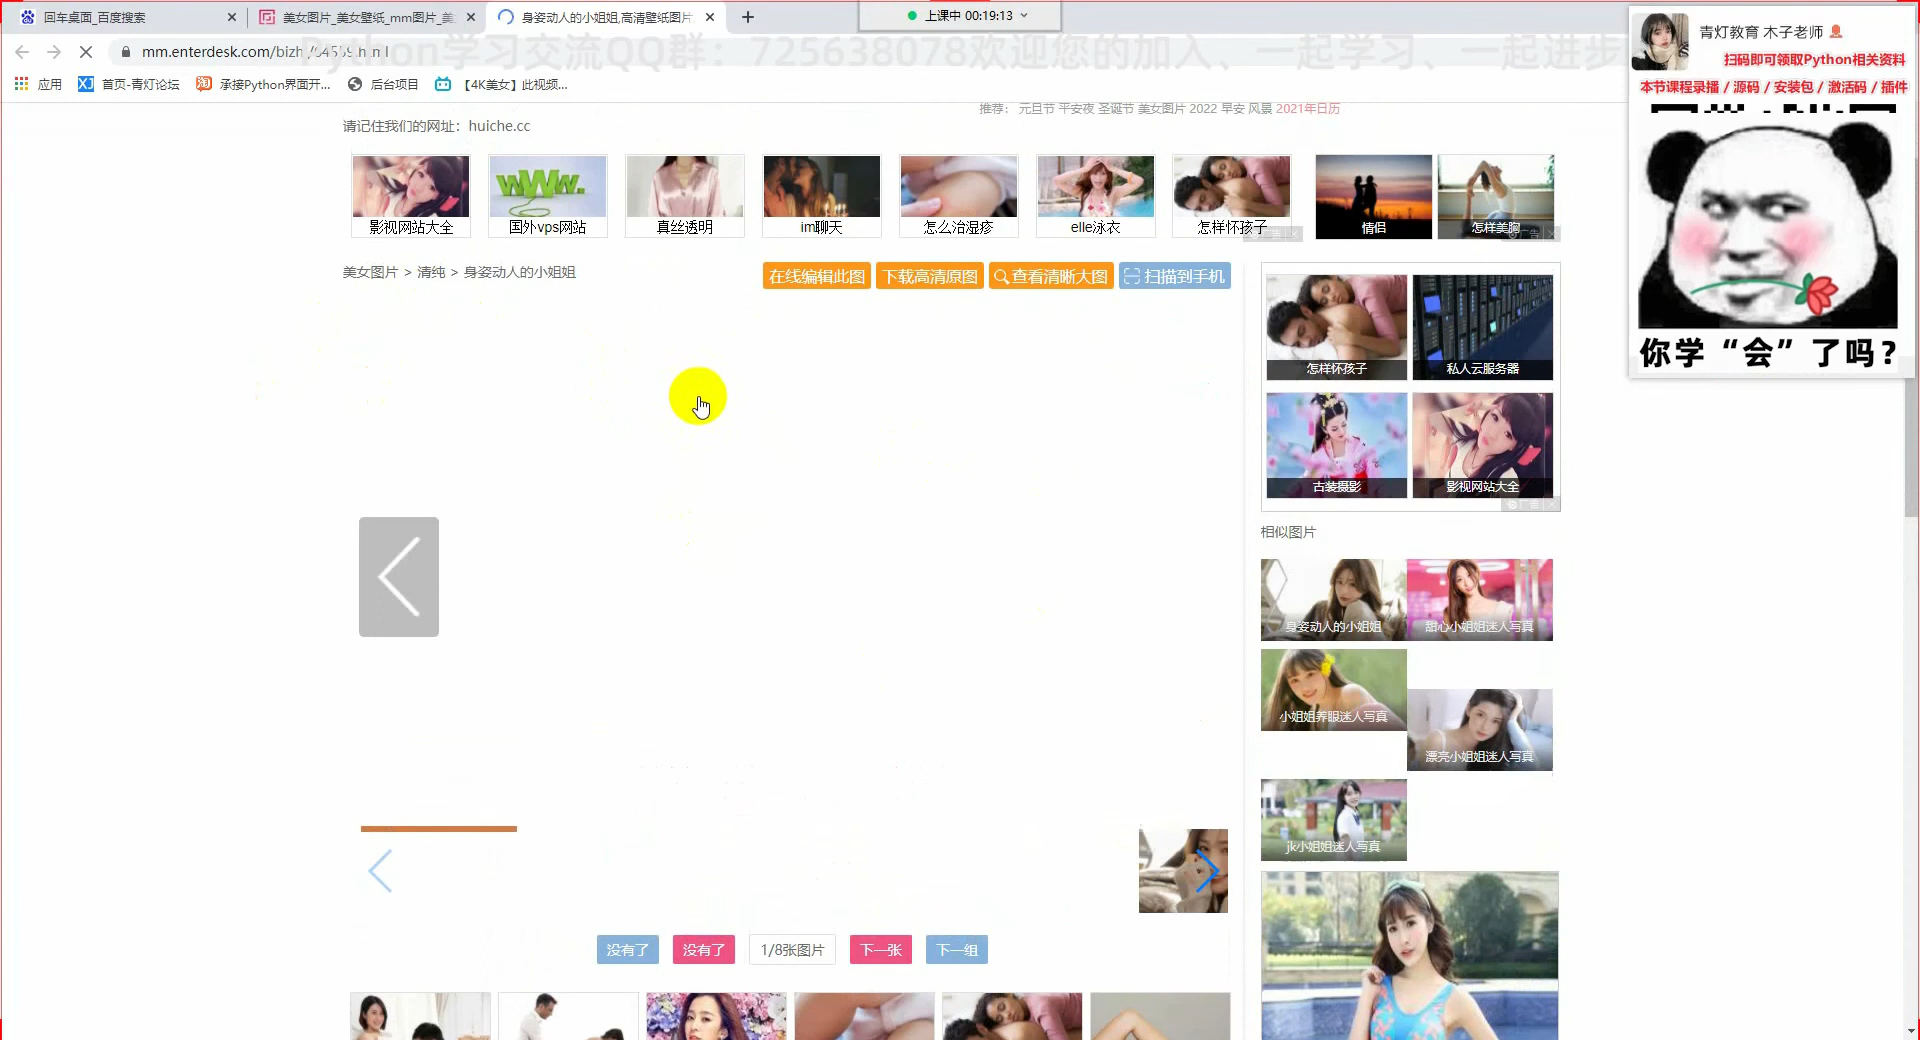 回车桌面_百度搜索
美女图片_美女壁纸_mm图片_美
身姿动人的小姐姐,高清壁纸图片
上课中 00:19:13
Python学习交流QQ群：725638078欢迎您的加入、一起学习、一起进步
应用
首页-青灯论坛
承接Python界面开...
后台项目
【4K美女】此视频...
青灯教育 木子老师
扫码即可领取Python相关资料
本节课程录播 / 源码 / 安装包 / 激活码 / 插件
你学“会”了吗?
推荐： 元旦节 平安夜 圣诞节 美女图片 2022 早安 风景 2021年日历
请记住我们的网址：huiche.cc
www.
影视网站大全
国外vps网站
真丝透明
im聊天
怎么治湿疹
elle泳衣
怎样怀孩子
情侣
怎样美胸
广告
美女图片 > 清纯 > 身姿动人的小姐姐
在线编辑此图
下载高清原图
查看清晰大图
扫描到手机
怎样怀孩子
私人云服务器
古装摄影
影视网站大全
广告
相似图片
身姿动人的小姐姐
甜心小姐姐迷人写真
小姐姐养眼迷人写真
漂亮小姐姐迷人写真
jk小姐姐迷人写真
没有了
没有了
1/8张图片
下一张
下一组